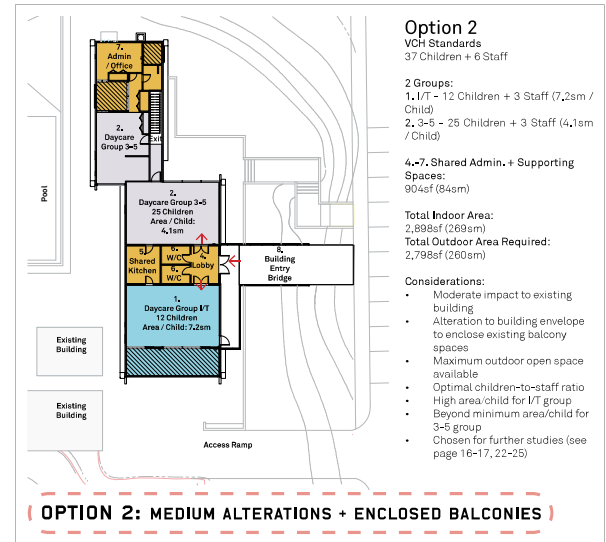 Option 2
VCH Standards
37 Children + 6 Staff
2 Groups:
1. I/T - 12 Children + 3 Staff (7.2sm /
Child)
2. 3-5 - 25 Children + 3 Staff (4.1sm
/ Child)
4.-7. Shared Admin. + Supporting
Spaces:
904sf (84sm)
Total Indoor Area:
2,898sf (269sm)
Total Outdoor Area Required:
2,798sf (260sm)
Considerations:
• Moderate impact to existing
building
• Alteration to building envelope
to enclose existing balcony
spaces
• Maximum outdoor open space
available
• Optimal children-to-staff ratio
• High area/child for I/T group
• Beyond minimum area/child for
3-5 group
• Chosen for further studies (see
page 16-17, 22-25)
7.
Admin
/ Office
2.
Daycare
Group 3-5
Exit
Pool
2.
Daycare Group 3-5
25 Children
Area / Child:
4.1sm
5.
Shared
Kitchen
6.
W/C
6.
W/C
4.
Lobby
8.
Building
Entry
Bridge
1.
Daycare Group I/T
12 Children
Area / Child: 7.2sm
Existing
Building
Existing
Building
Access Ramp
OPTION 2: MEDIUM ALTERATIONS + ENCLOSED BALCONIES